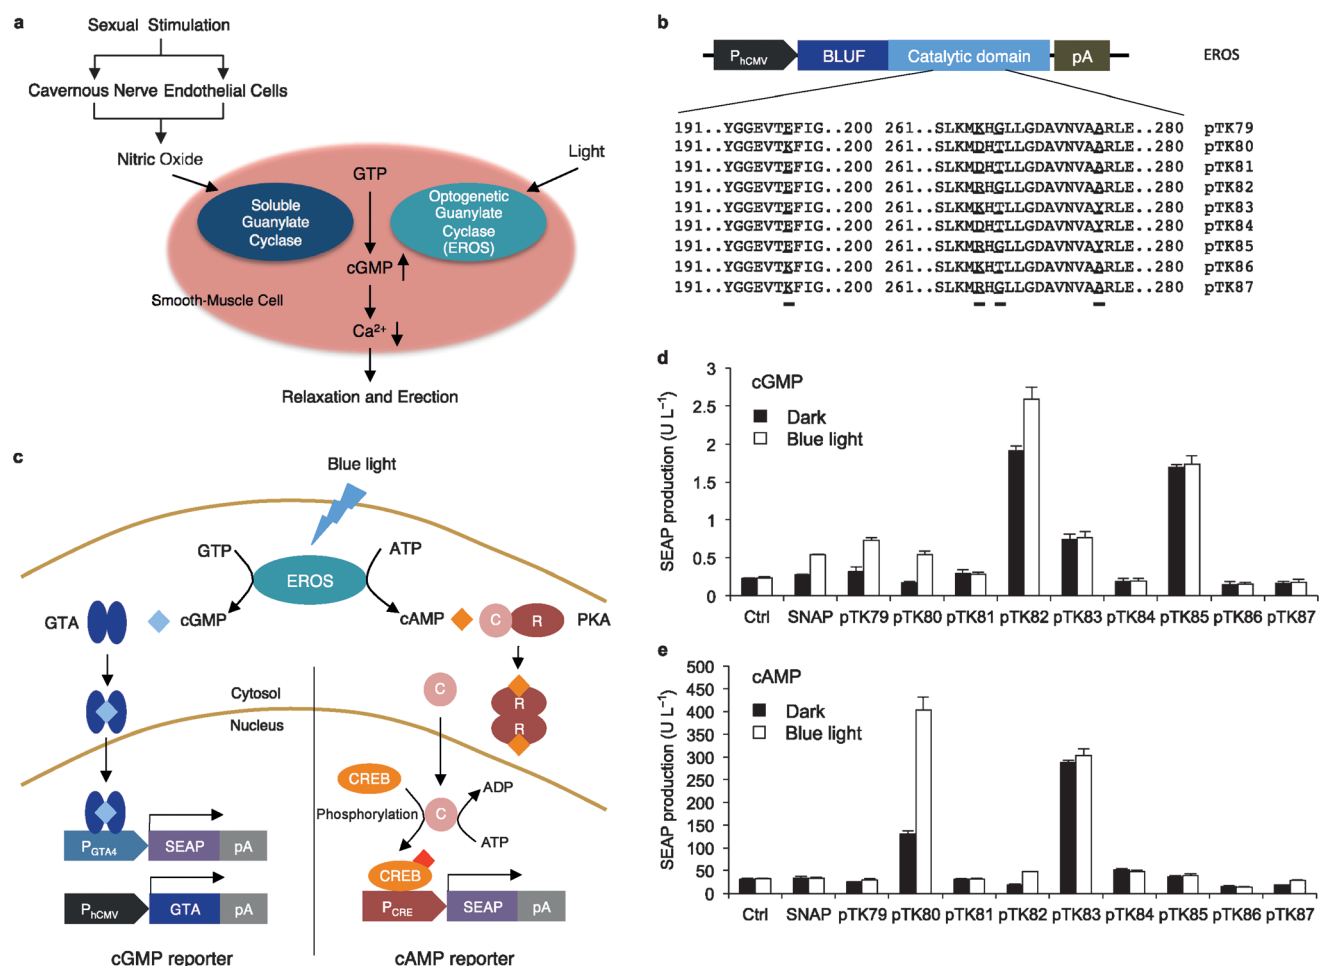 a
Sexual Stimulation
Cavernous Nerve Endothelial Cells
Nitric Oxide
Light
GTP
Soluble
Guanylate
Cyclase
Optogenetic
Guanylate
Cyclase
(EROS)
cGMP
Smooth-Muscle Cell
Ca2+
Relaxation and Erection
b
PhCMV
BLUF
Catalytic domain
pA
EROS
191..YGGEVTEFIG..200 261..SLKMKHGLLGDAVNVAARLE..280 pTK79
191..YGGEVTKFIG..200 261..SLKMDHTLLGDAVNVAARLE..280 pTK80
191..YGGEVTEFIG..200 261..SLKMDHTLLGDAVNVAARLE..280 pTK81
191..YGGEVTEFIG..200 261..SLKMRHGLLGDAVNVAARLE..280 pTK82
191..YGGEVTEFIG..200 261..SLKMKHTLLGDAVNVAYRLE..280 pTK83
191..YGGEVTEFIG..200 261..SLKMDHTLLGDAVNVAYRLE..280 pTK84
191..YGGEVTEFIG..200 261..SLKMRHGLLGDAVNVAYRLE..280 pTK85
191..YGGEVTKFIG..200 261..SLKMKHTLLGDAVNVAARLE..280 pTK86
191..YGGEVTKFIG..200 261..SLKMRHGLLGDAVNVAARLE..280 pTK87
c
Blue light
GTP
ATP
EROS
GTA
cGMP
cAMP
C
R
PKA
C
R
R
Cytosol
Nucleus
CREB
ADP
Phosphorylation
C
ATP
PGTA4
SEAP
pA
CREB
PhCMV
GTA
pA
PCRE
SEAP
pA
cGMP reporter
cAMP reporter
d
cGMP
Dark
Blue light
SEAP production (U L−1)
3
2.5
2
1.5
1
0.5
0
Ctrl SNAP pTK79 pTK80 pTK81 pTK82 pTK83 pTK84 pTK85 pTK86 pTK87
e
cAMP
Dark
Blue light
SEAP production (U L−1)
500
450
400
350
300
250
200
150
100
50
0
Ctrl SNAP pTK79 pTK80 pTK81 pTK82 pTK83 pTK84 pTK85 pTK86 pTK87